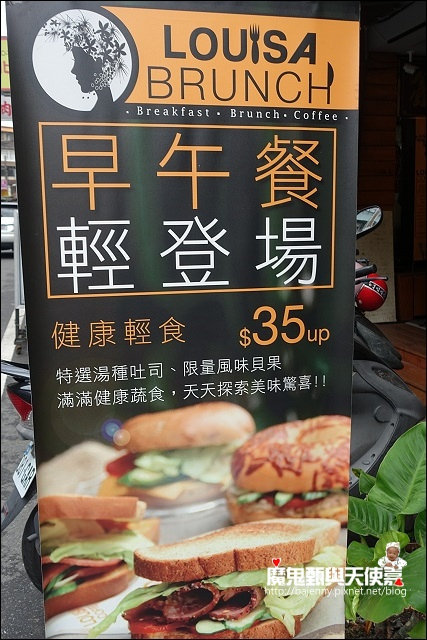 LOUISA
BRUNCH
· Breakfast · Brunch · Coffee ·
早午餐
輕登場
健康輕食 $35up
特選湯種吐司、限量風味貝果
滿滿健康蔬食，天天探索美味驚喜!!
魔鬼甄與天使嘉
http://bajenny.pixnet.net/blog